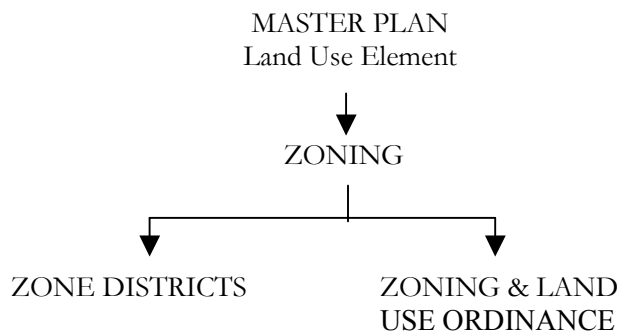 MASTER PLAN
Land Use Element
ZONING
ZONE DISTRICTS
ZONING & LAND
USE ORDINANCE